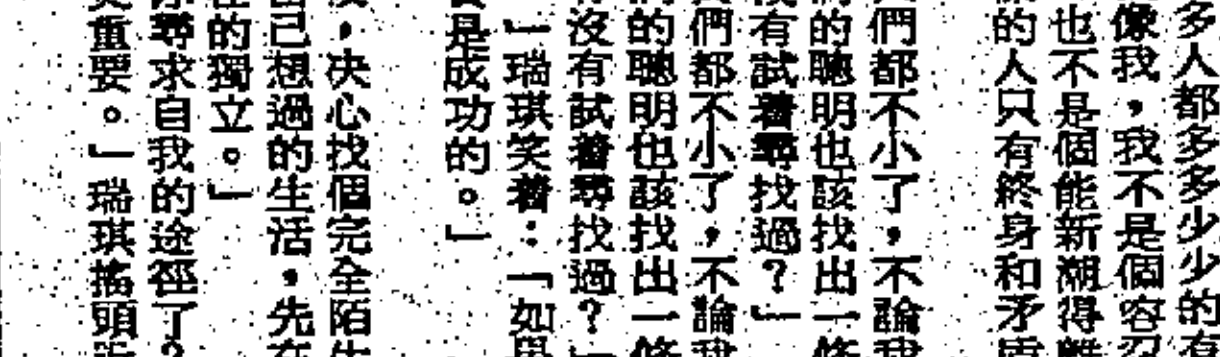 多人都多多少少的有
像我，我不是個容忍
也不是個能新潮得
的人只有終身和矛盾
們都不小了，不論我
的聰明也該找出一條
有試著尋找過？」
們都不小了，不論我
的聰明也該找出一條
沒有試著尋找過？」
」瑞琪笑著：「如果
是成功的。」
，決心找個完全陌生
己想過的生活，先在
的獨立。」
尋求自我的途徑了？
重要。」瑞琪搖頭